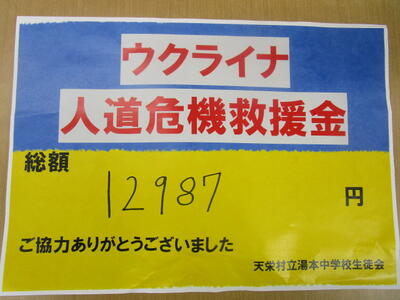 ウクライナ
人道危機救援金
総額
12987 円
ご協力ありがとうございました
天栄村立湯本中学校生徒会